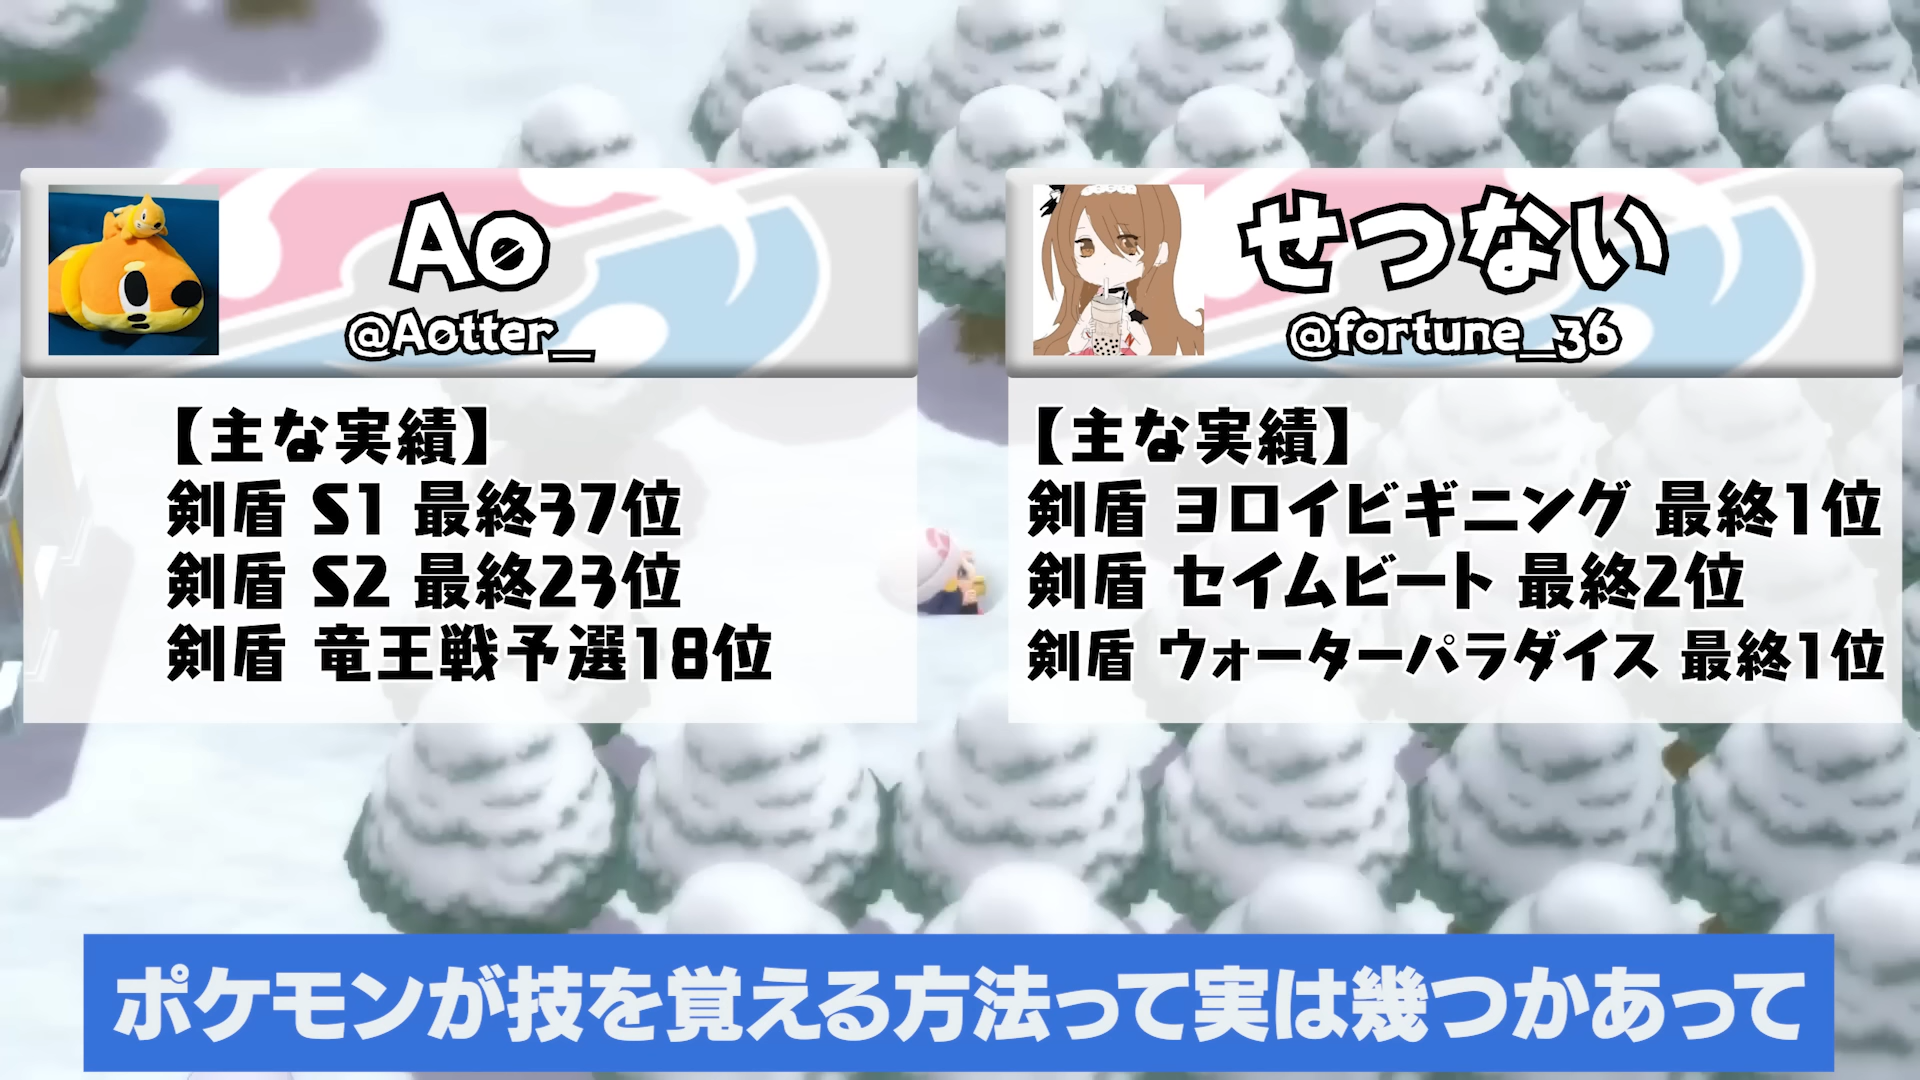 Aø
@Aøtter_
【主な実績】
剣盾 S1 最終37位
剣盾 S2 最終23位
剣盾 竜王戦予選18位
せつない
@fortune_36
【主な実績】
剣盾 ヨロイビギニング 最終1位
剣盾 セイムビート 最終2位
剣盾 ウォーターパラダイス 最終1位
ポケモンが技を覚える方法って実は幾つかあって